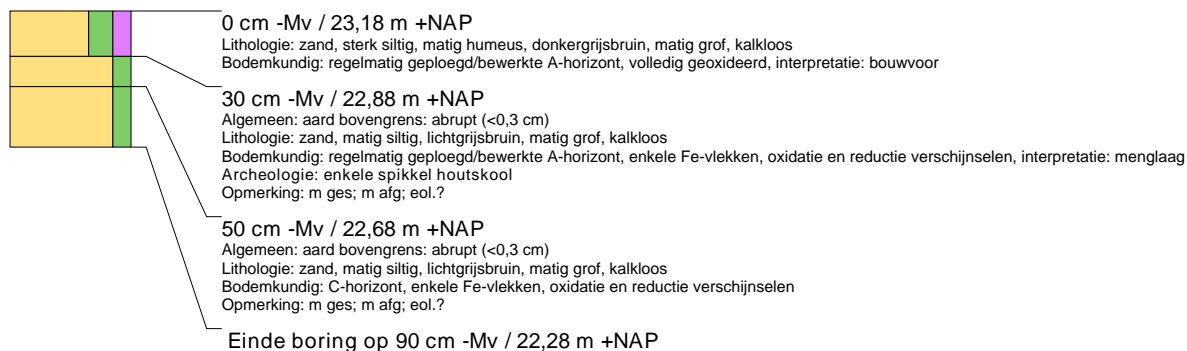 0 cm -Mv / 23,18 m +NAP
Lithologie: zand, sterk siltig, matig humeus, donkergrijsbruin, matig grof, kalkloos
Bodemkundig: regelmatig geploegd/bewerkte A-horizont, volledig geoxideerd, interpretatie: bouwvoor
30 cm -Mv / 22,88 m +NAP
Algemeen: aard bovengrens: abrupt (<0,3 cm)
Lithologie: zand, matig siltig, lichtgrijsbruin, matig grof, kalkloos
Bodemkundig: regelmatig geploegd/bewerkte A-horizont, enkele Fe-vlekken, oxidatie en reductie verschijnselen, interpretatie: menglaag
Archeologie: enkele spikkel houtskool
Opmerking: m ges; m afg; eol.?
50 cm -Mv / 22,68 m +NAP
Algemeen: aard bovengrens: abrupt (<0,3 cm)
Lithologie: zand, matig siltig, lichtgrijsbruin, matig grof, kalkloos
Bodemkundig: C-horizont, enkele Fe-vlekken, oxidatie en reductie verschijnselen
Opmerking: m ges; m afg; eol.?
Einde boring op 90 cm -Mv / 22,28 m +NAP